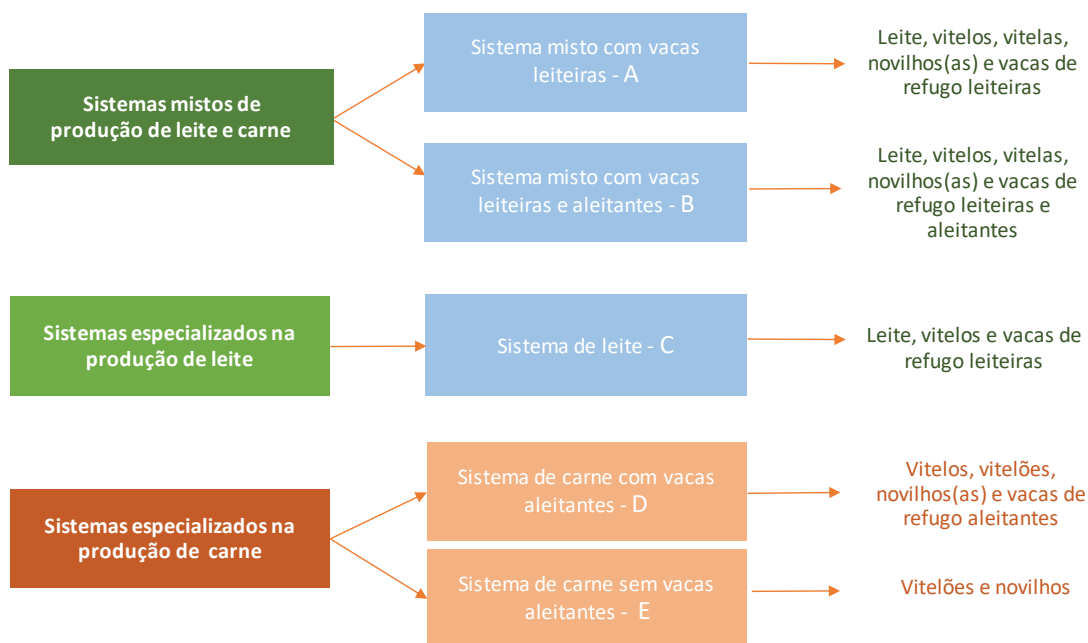 Sistemas mistos de
produção de leite e carne
Sistema misto com vacas
leiteiras - A
Leite, vitelos, vitelas,
novilhos(as) e vacas de
refugo leiteiras
Sistema misto com vacas
leiteiras e aleitantes - B
Leite, vitelos, vitelas,
novilhos(as) e vacas de
refugo leiteiras e
aleitantes
Sistemas especializados na
produção de leite
Sistema de leite - C
Leite, vitelos e vacas de
refugo leiteiras
Sistemas especializados na
produção de carne
Sistema de carne com vacas
aleitantes - D
Vitelos, vitelões,
novilhos(as) e vacas de
refugo aleitantes
Sistema de carne sem vacas
aleitantes - E
Vitelões e novilhos